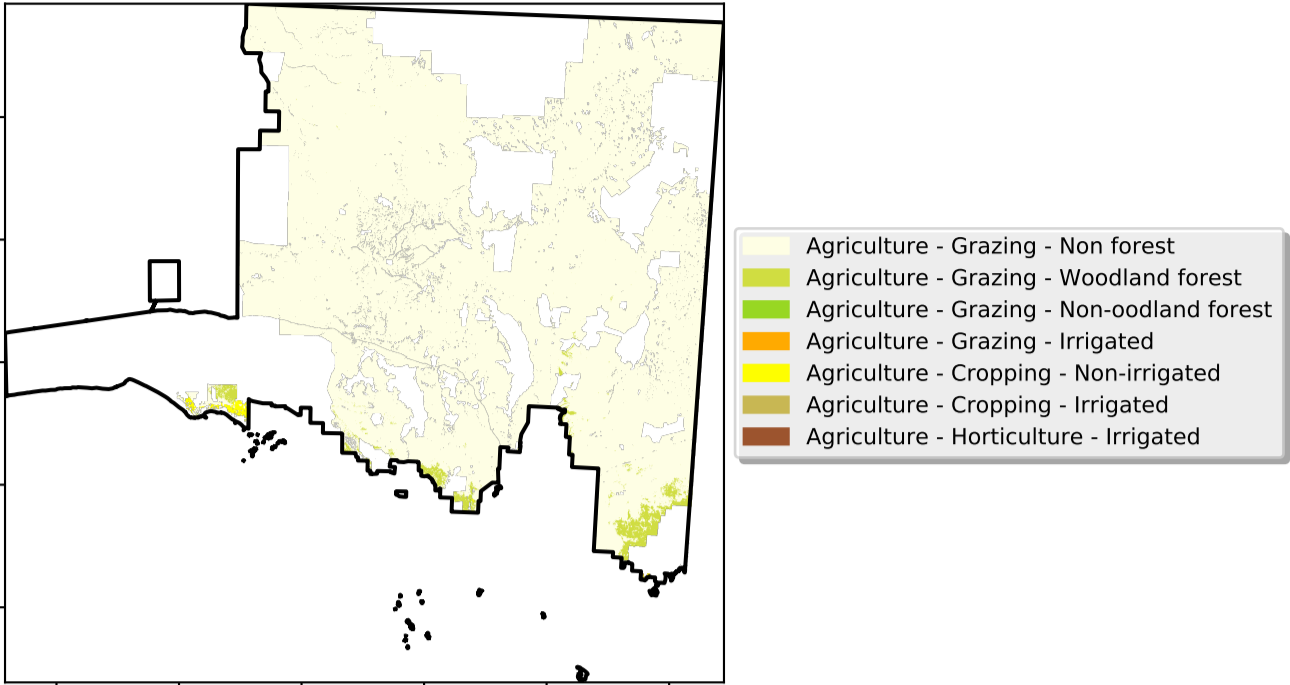 Agriculture - Grazing - Non forest
Agriculture - Grazing - Woodland forest
Agriculture - Grazing - Non-oodland forest
Agriculture - Grazing - Irrigated
Agriculture - Cropping - Non-irrigated
Agriculture - Cropping - Irrigated
Agriculture - Horticulture - Irrigated